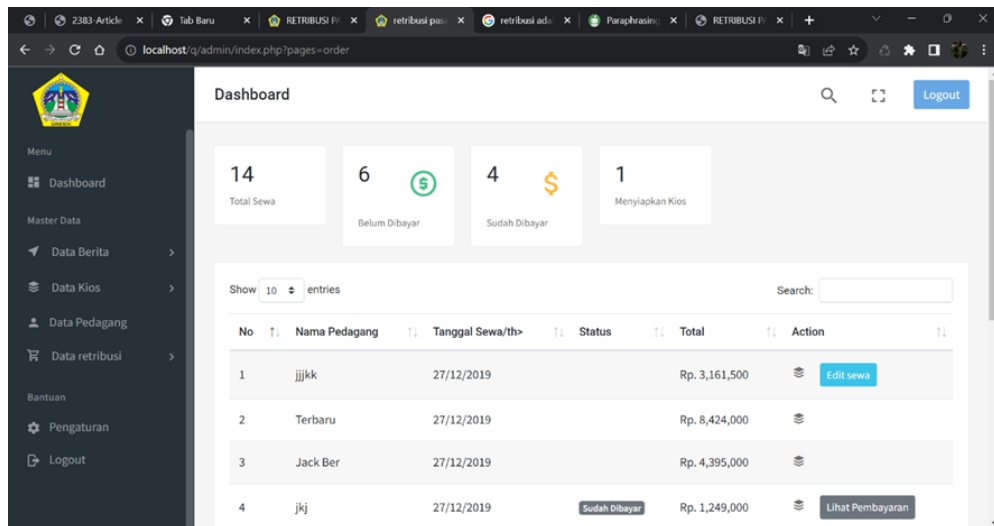 2383-Article
Tab Baru
RETRIBUSI P
retribusi pasa
retribusi adal
Paraphrasing
RETRIBUSI P
localhost/q/admin/index.php?pages=order
Dashboard
Logout
Menu
Dashboard
Master Data
Data Berita
Data Kios
Data Pedagang
Data retribusi
Bantuan
Pengaturan
Logout
14
Total Sewa
6
Belum Dibayar
4
Sudah Dibayar
1
Menyiapkan Kios
Show 10 entries
Search:
No Nama Pedagang Tanggal Sewa/th> Status Total Action
1 jjjkk 27/12/2019 Rp. 3,161,500 Edit sewa
2 Terbaru 27/12/2019 Rp. 8,424,000
3 Jack Ber 27/12/2019 Rp. 4,395,000
4 jkj 27/12/2019 Sudah Dibayar Rp. 1,249,000 Lihat Pembayaran